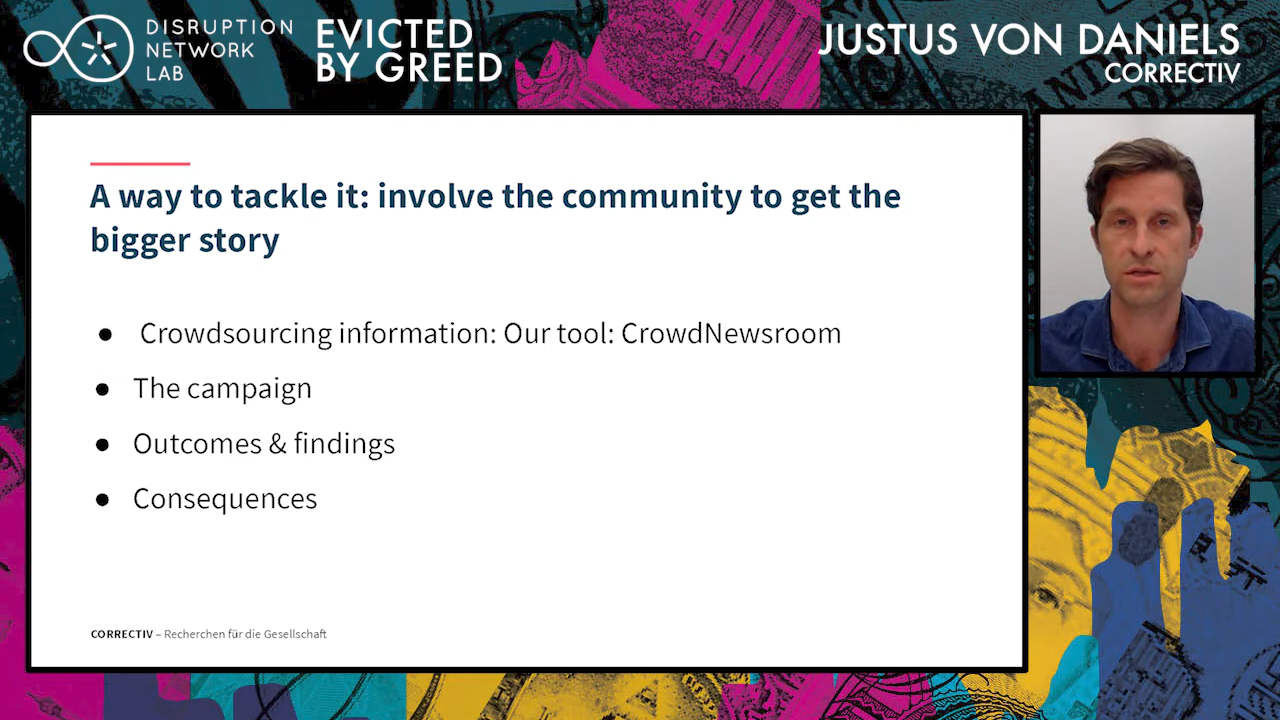 DISRUPTION
NETWORK
LAB
EVICTED
BY GREED
JUSTUS VON DANIELS
CORRECTIV
A way to tackle it: involve the community to get the
bigger story
● Crowdsourcing information: Our tool: CrowdNewsroom
● The campaign
● Outcomes & findings
● Consequences
CORRECTIV – Recherchen für die Gesellschaft